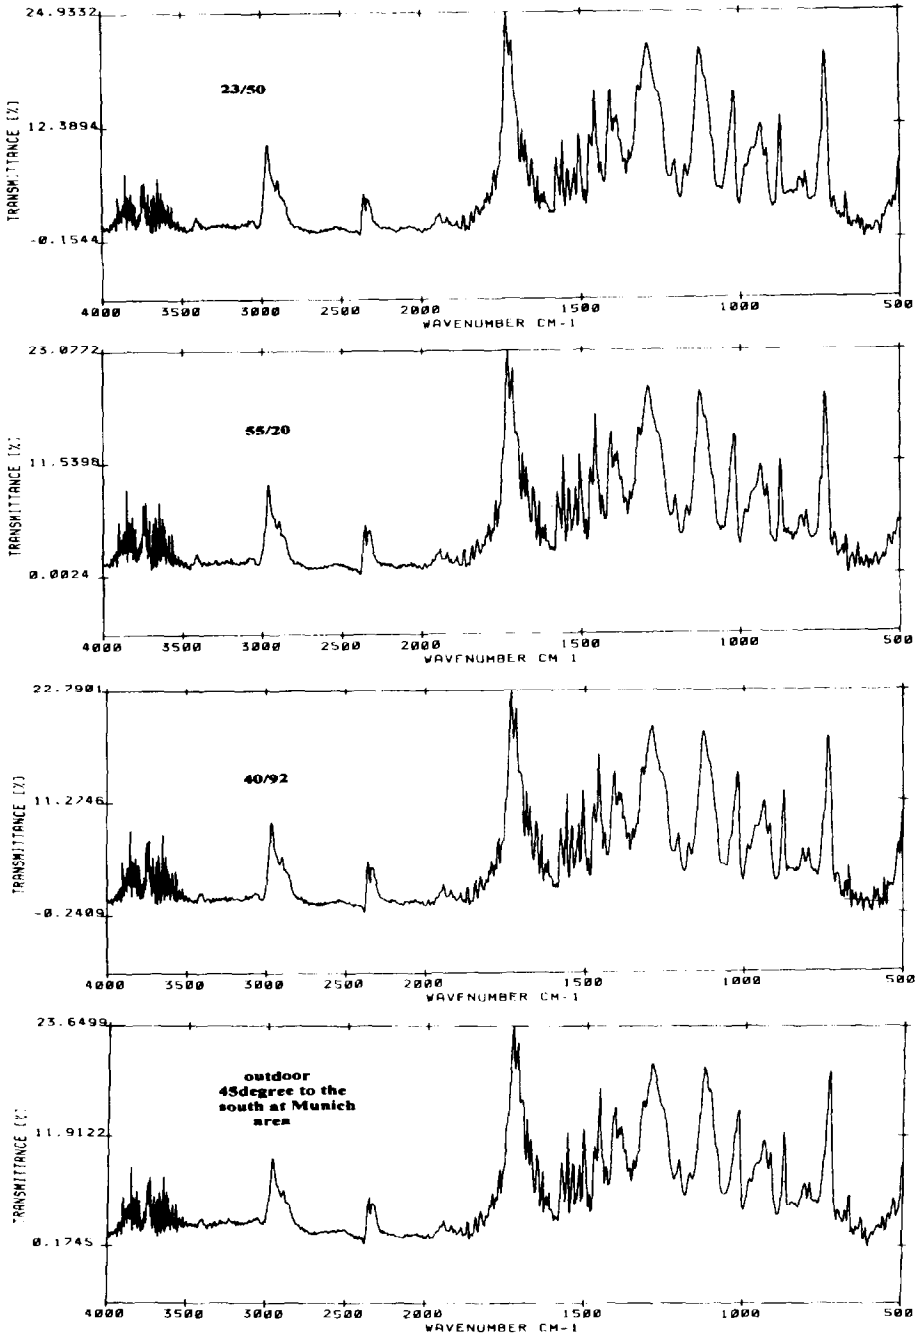 24.9332
23/50
12.3894
TRANSMITTANCE [%]
-0.1544
4000 3500 3000 2500 2000 1500 1000 500
WAVENUMBER CM-1
23.0772
55/20
11.5398
TRANSMITTANCE [%]
0.0024
4000 3500 3000 2500 2000 1500 1000 500
WAVENUMBER CM 1
22.7901
40/92
11.2746
TRANSMITTANCE [%]
-0.2409
4000 3500 3000 2500 2000 1500 1000 500
WAVENUMBER CM-1
23.6499
outdoor
45degree to the
south at Munich
area
11.9122
TRANSMITTANCE [%]
0.1745
4000 3500 3000 2500 2000 1500 1000 500
WAVENUMBER CM-1